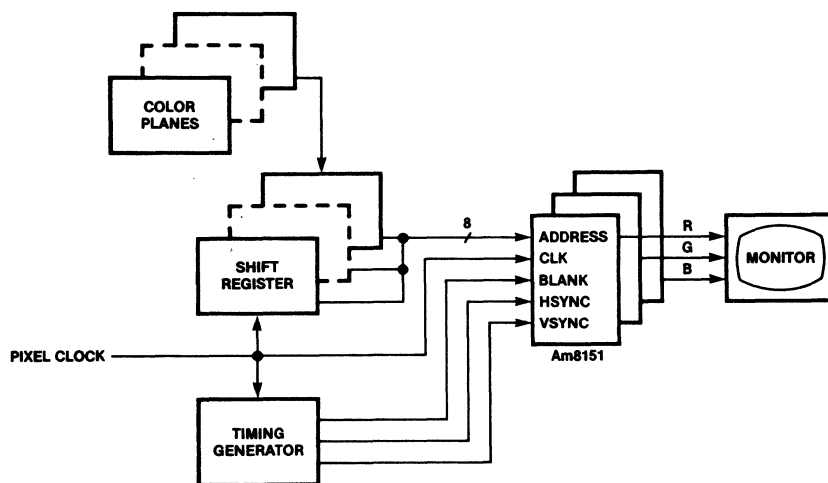 COLOR
PLANES
SHIFT
REGISTER
PIXEL CLOCK
TIMING
GENERATOR
8
ADDRESS
CLK
BLANK
HSYNC
VSYNC
Am8151
R
G
B
MONITOR